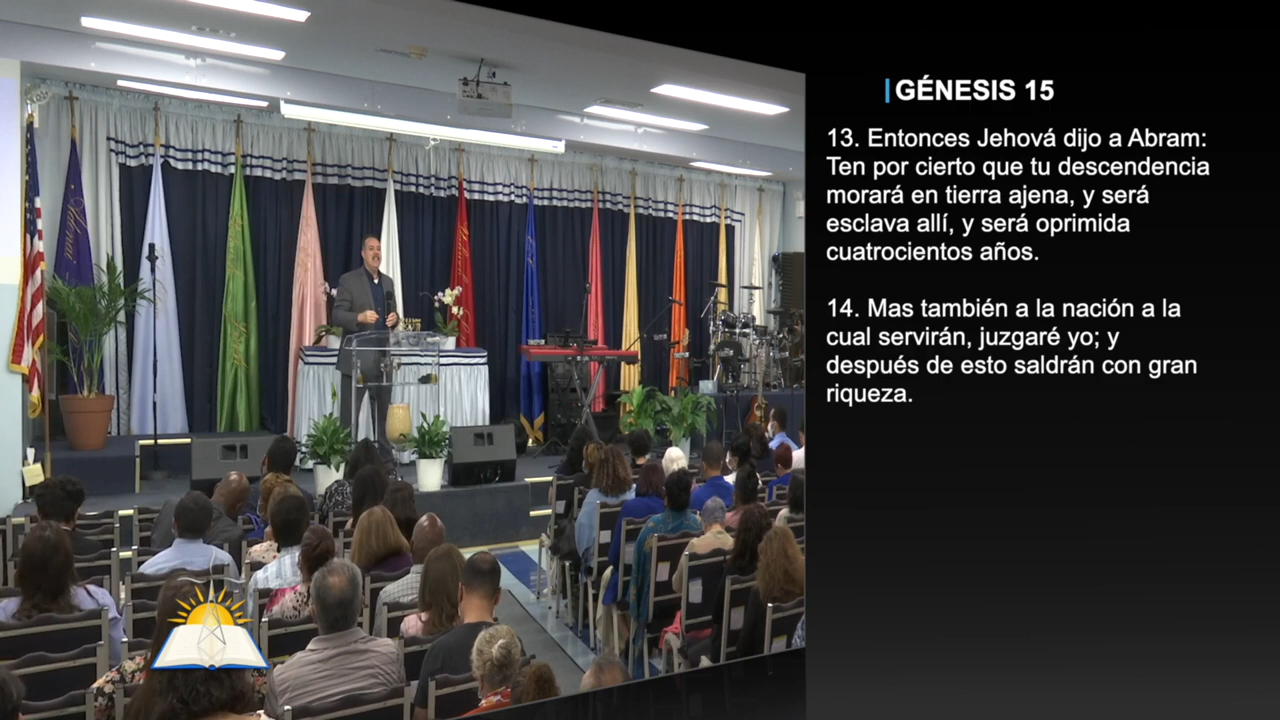 GÉNESIS 15
13. Entonces Jehová dijo a Abram:
Ten por cierto que tu descendencia
morará en tierra ajena, y será
esclava allí, y será oprimida
cuatrocientos años.
14. Mas también a la nación a la
cual servirán, juzgaré yo; y
después de esto saldrán con gran
riqueza.